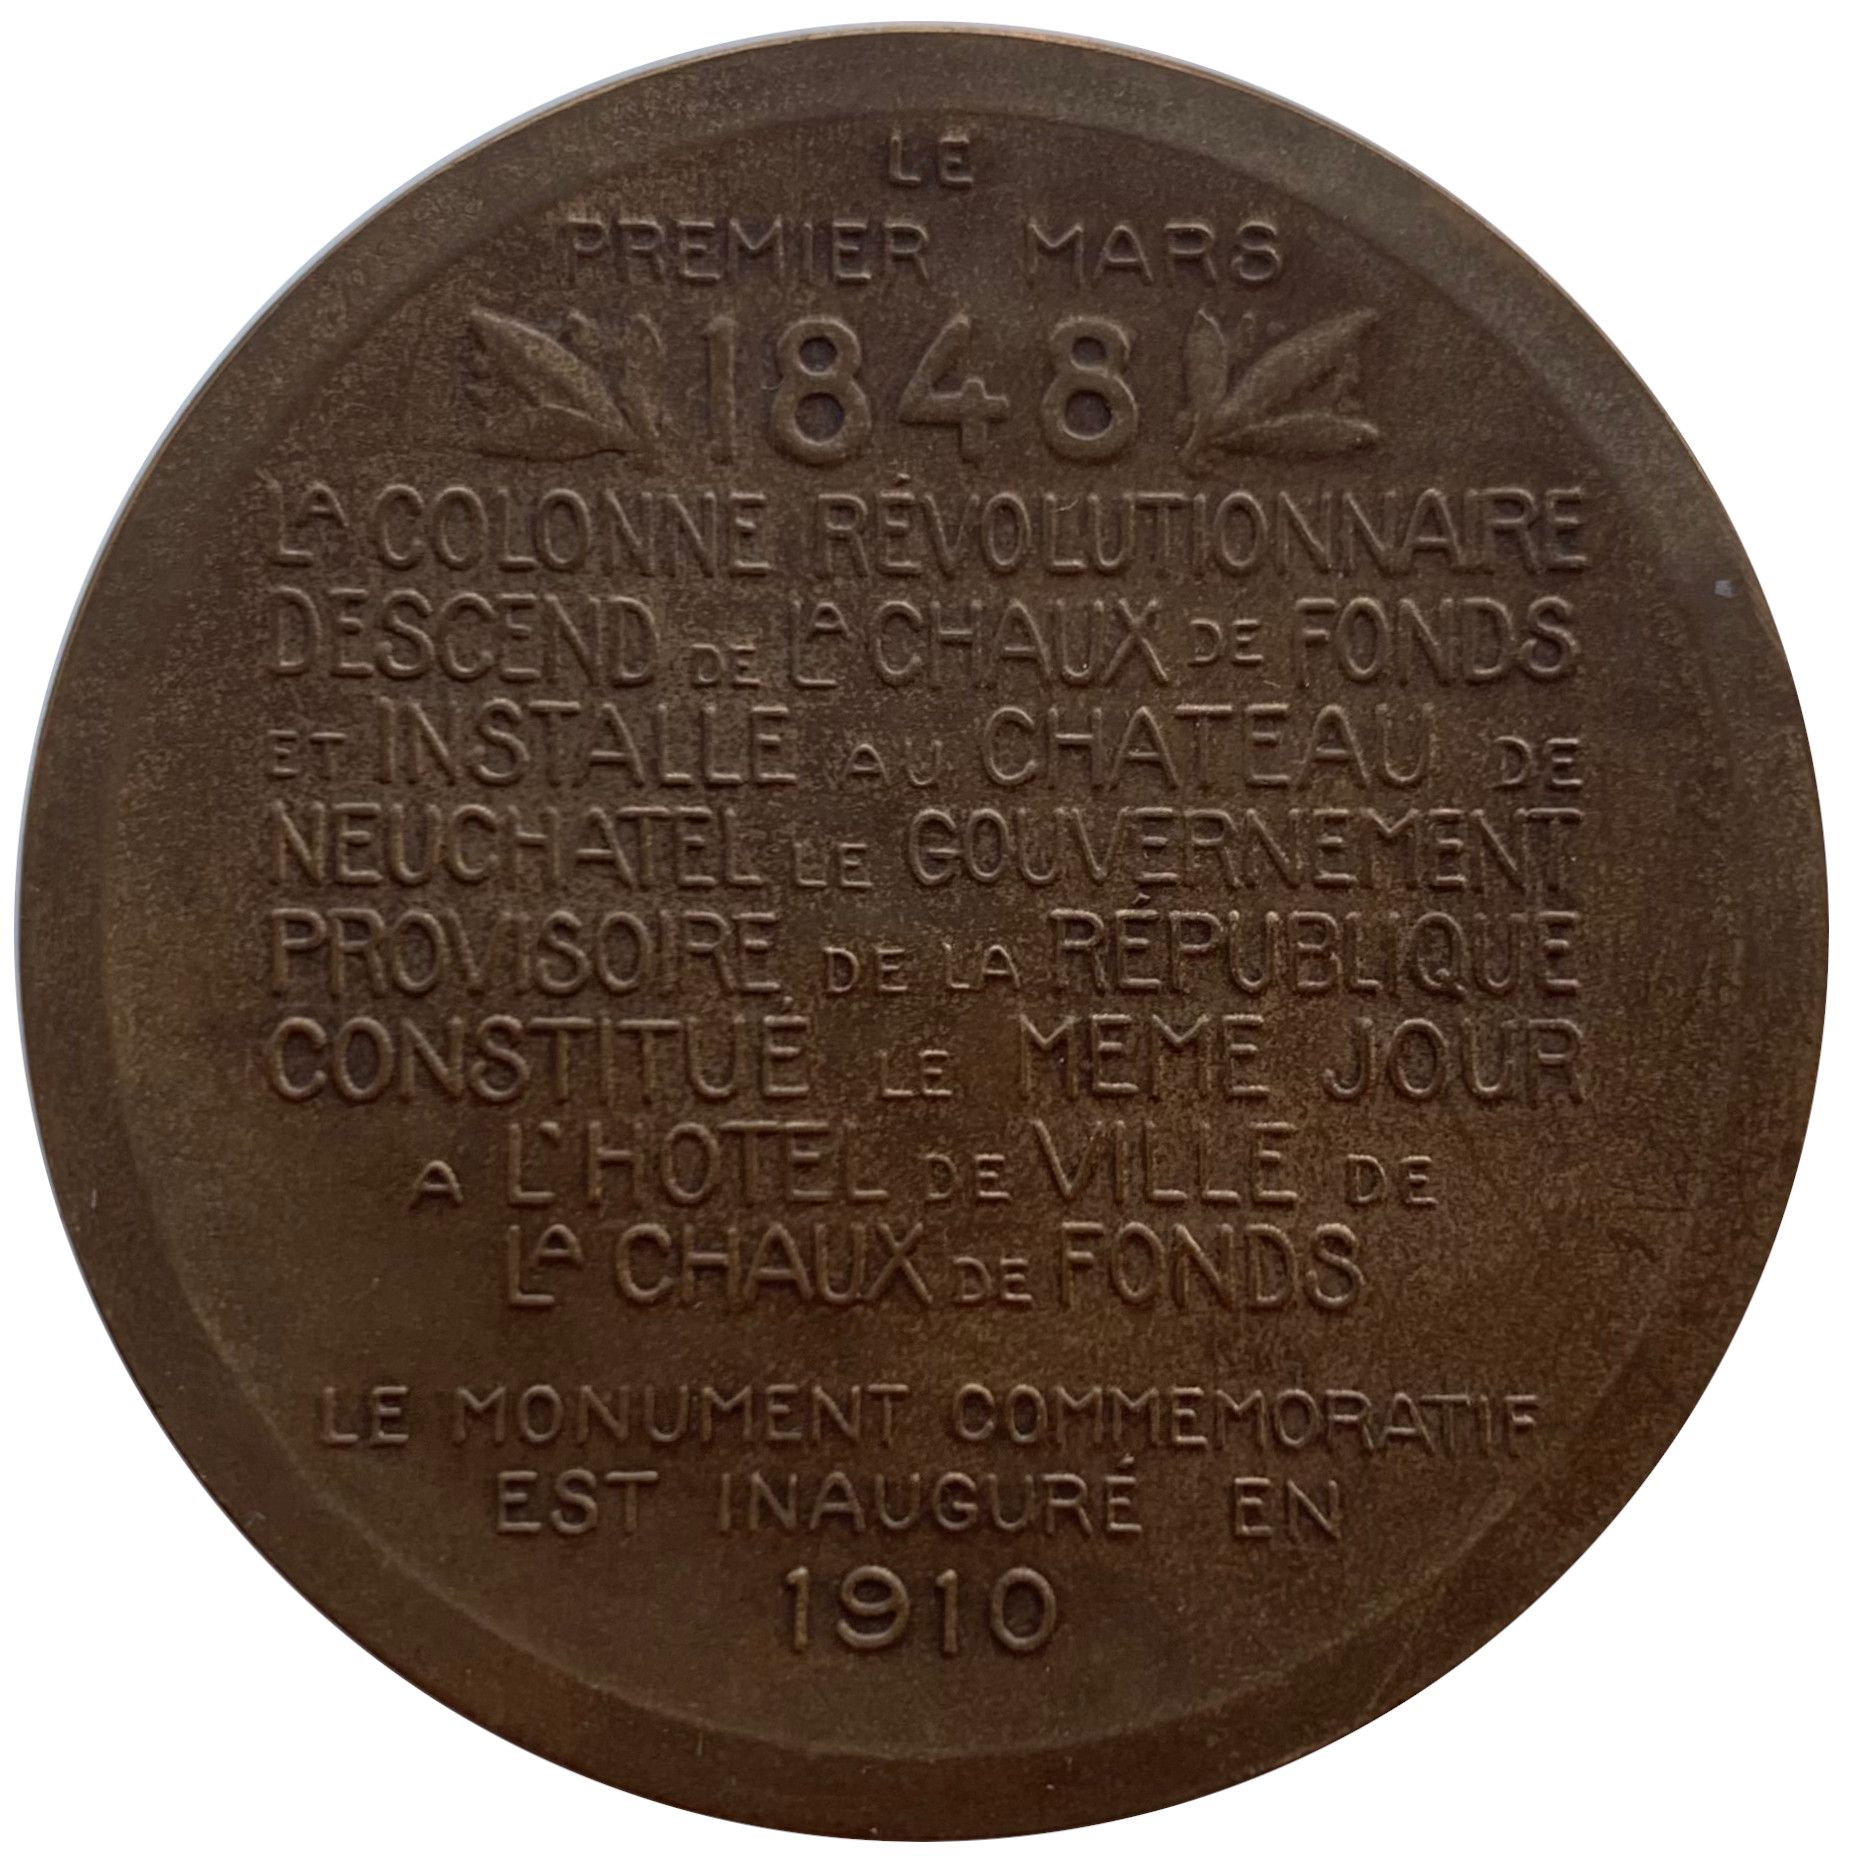 LE
PREMIER MARS
1848
LA COLONNE RÉVOLUTIONNAIRE
DESCEND DE LA CHAUX DE FONDS
ET INSTALLE AU CHATEAU DE
NEUCHATEL LE GOUVERNEMENT
PROVISOIRE DE LA RÉPUBLIQUE
CONSTITUÉ LE MEME JOUR
A L'HOTEL DE VILLE DE
LA CHAUX DE FONDS
LE MONUMENT COMMEMORATIF
EST INAUGURÉ EN
1910